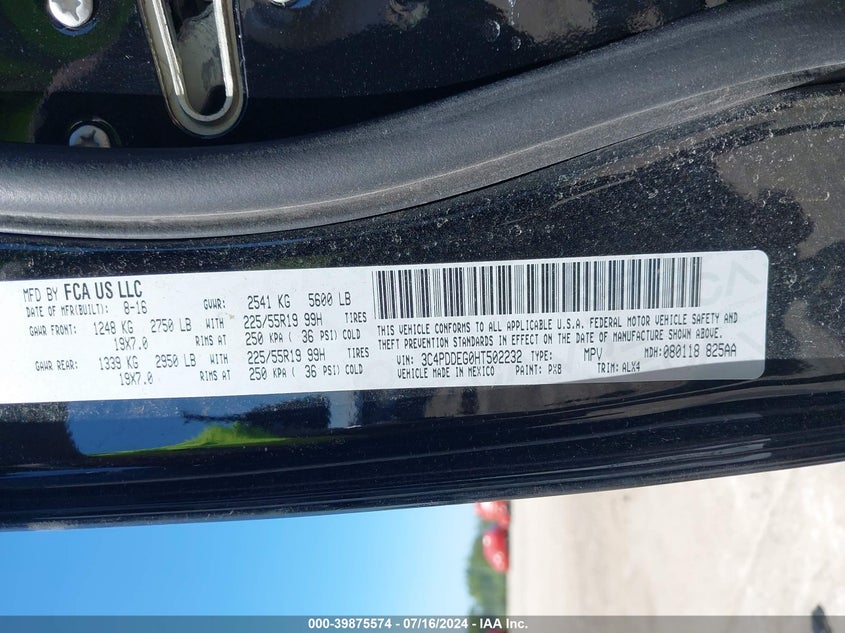 MFD BY FCA US LLC
DATE OF MFR(BUILT): 8-16 GVWR: 2541 KG 5600 LB
GAWR FRONT: 1248 KG 2750 LB WITH 225/55R19 99H TIRES
19X7.0 RIMS AT 250 KPA ( 36 PSI) COLD
GAWR REAR: 1339 KG 2950 LB WITH 225/55R19 99H TIRES
19X7.0 RIMS AT 250 KPA ( 36 PSI) COLD
THIS VEHICLE CONFORMS TO ALL APPLICABLE U.S.A. FEDERAL MOTOR VEHICLE SAFETY AND
THEFT PREVENTION STANDARDS IN EFFECT ON THE DATE OF MANUFACTURE SHOWN ABOVE.
VIN: 3C4PDDEG0HT502232 TYPE: MPV MDH: 080118 825AA
VEHICLE MADE IN MEXICO PAINT: PX8 TRIM: ALX4
000-39875574 / 07/16/2024 - IAA Inc.